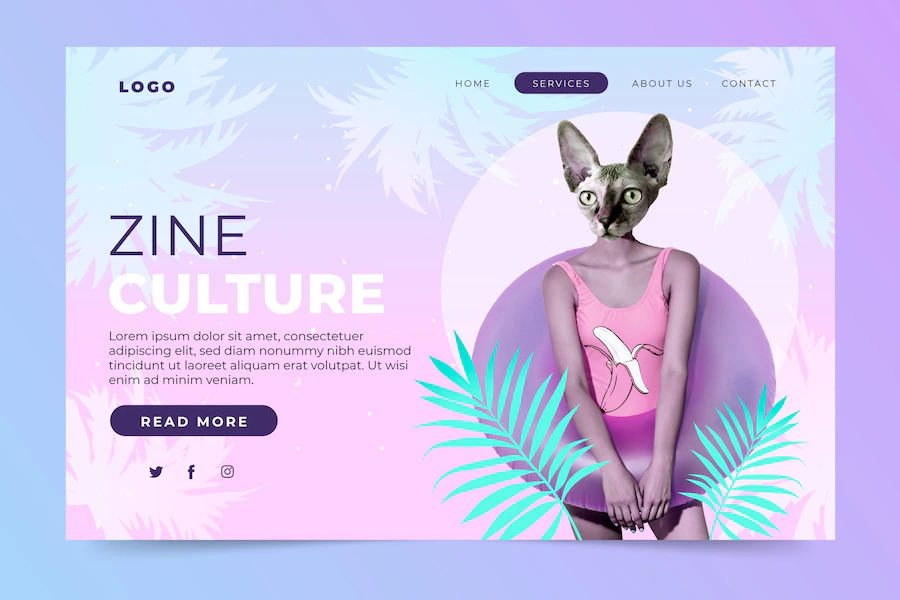 LOGO
HOME SERVICES ABOUT US CONTACT
ZINE
CULTURE
Lorem ipsum dolor sit amet, consectetuer
adipiscing elit, sed diam nonummy nibh euismod
tincidunt ut laoreet aliquam erat volutpat. Ut wisi
enim ad minim veniam.
READ MORE